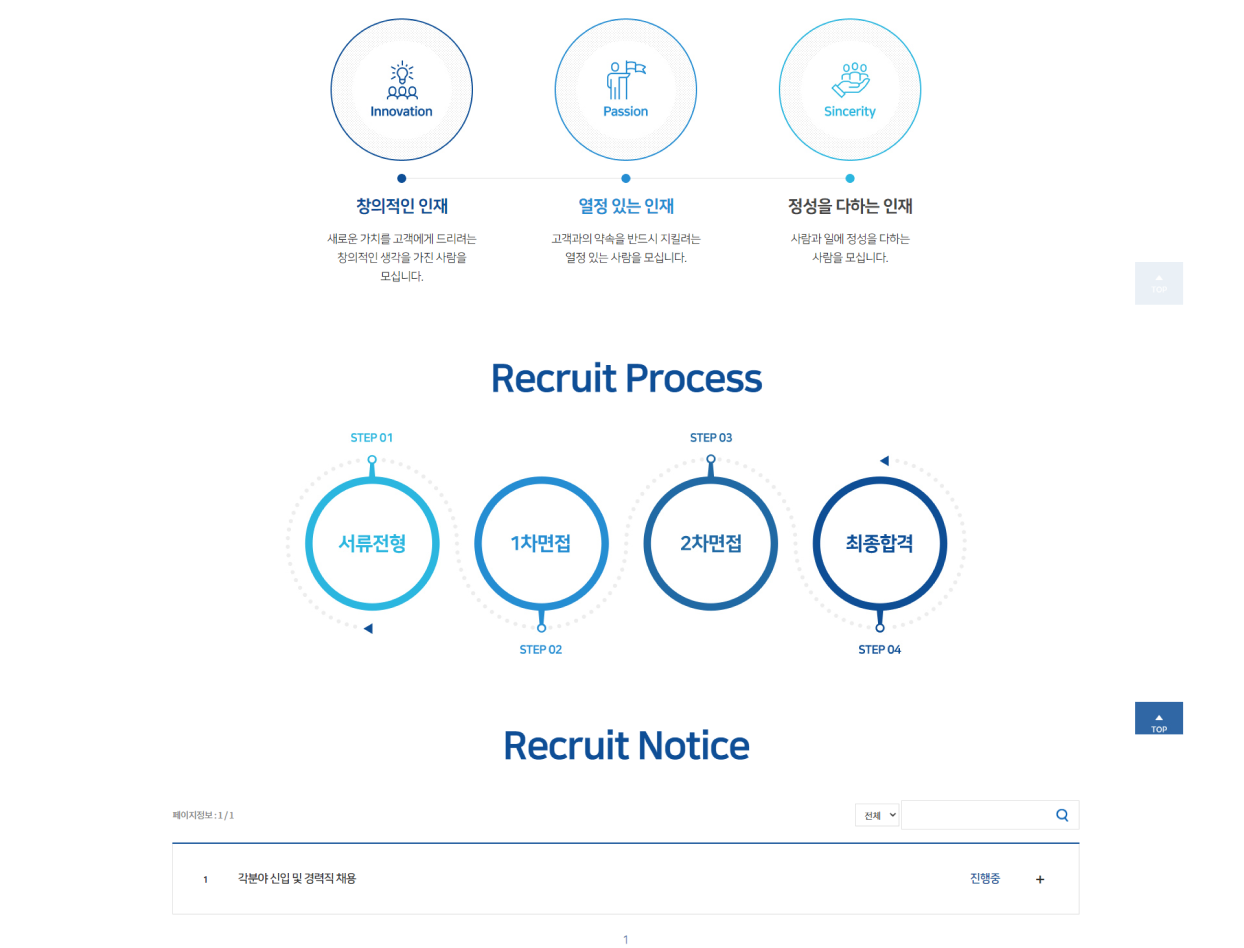 Innovation
Passion
Sincerity
창의적인 인재
열정 있는 인재
정성을 다하는 인재
새로운 가치를 고객에게 드리려는
창의적인 생각을 가진 사람을
모십니다.
고객과의 약속을 반드시 지킬려는
열정 있는 사람을 모십니다.
사람과 일에 정성을 다하는
사람을 모십니다.
TOP
Recruit Process
STEP 01
STEP 03
서류전형
1차면접
2차면접
최종합격
STEP 02
STEP 04
TOP
Recruit Notice
페이지정보 : 1 / 1
전체
1 각분야 신입 및 경력직 채용 진행중 +
1